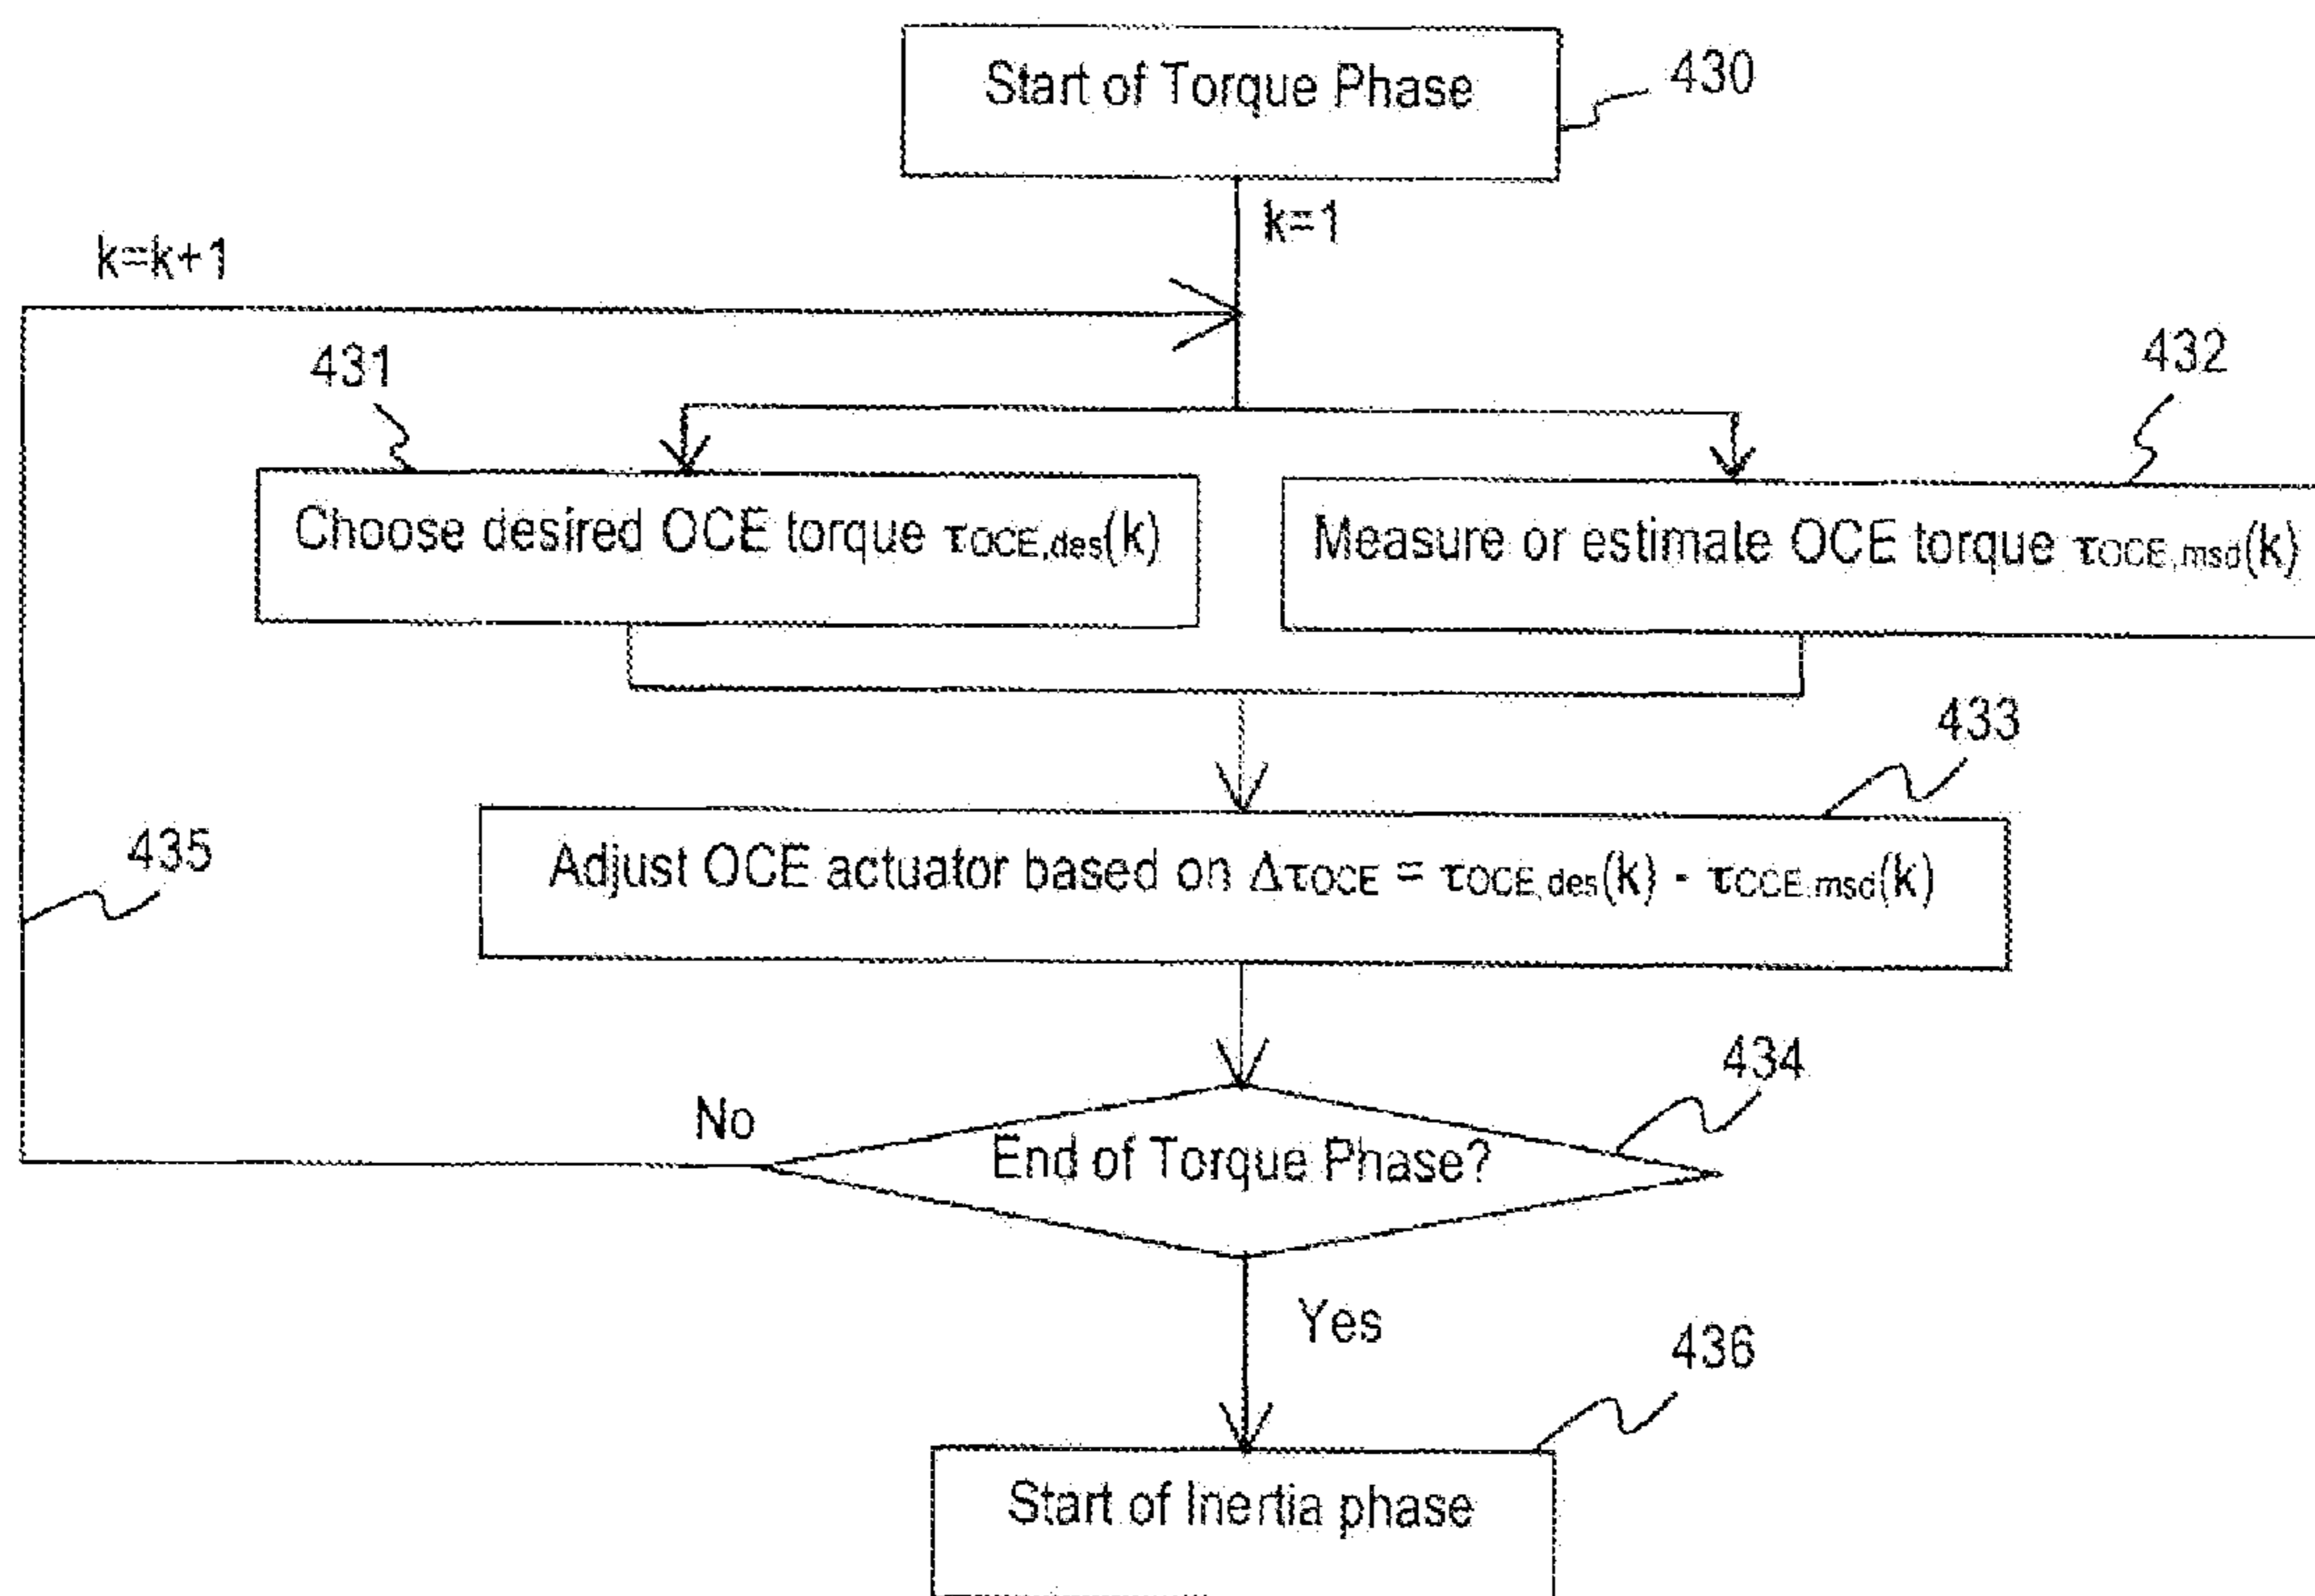 Start of Torque Phase
430
k=1
k=k+1
431
432
Choose desired OCE torque τOCE,des(k)
Measure or estimate OCE torque τOCE,msd(k)
433
435
Adjust OCE actuator based on ΔτOCE = τOCE,des(k) - τOCE,msd(k)
434
No
End of Torque Phase?
Yes
436
Start of Inertia phase